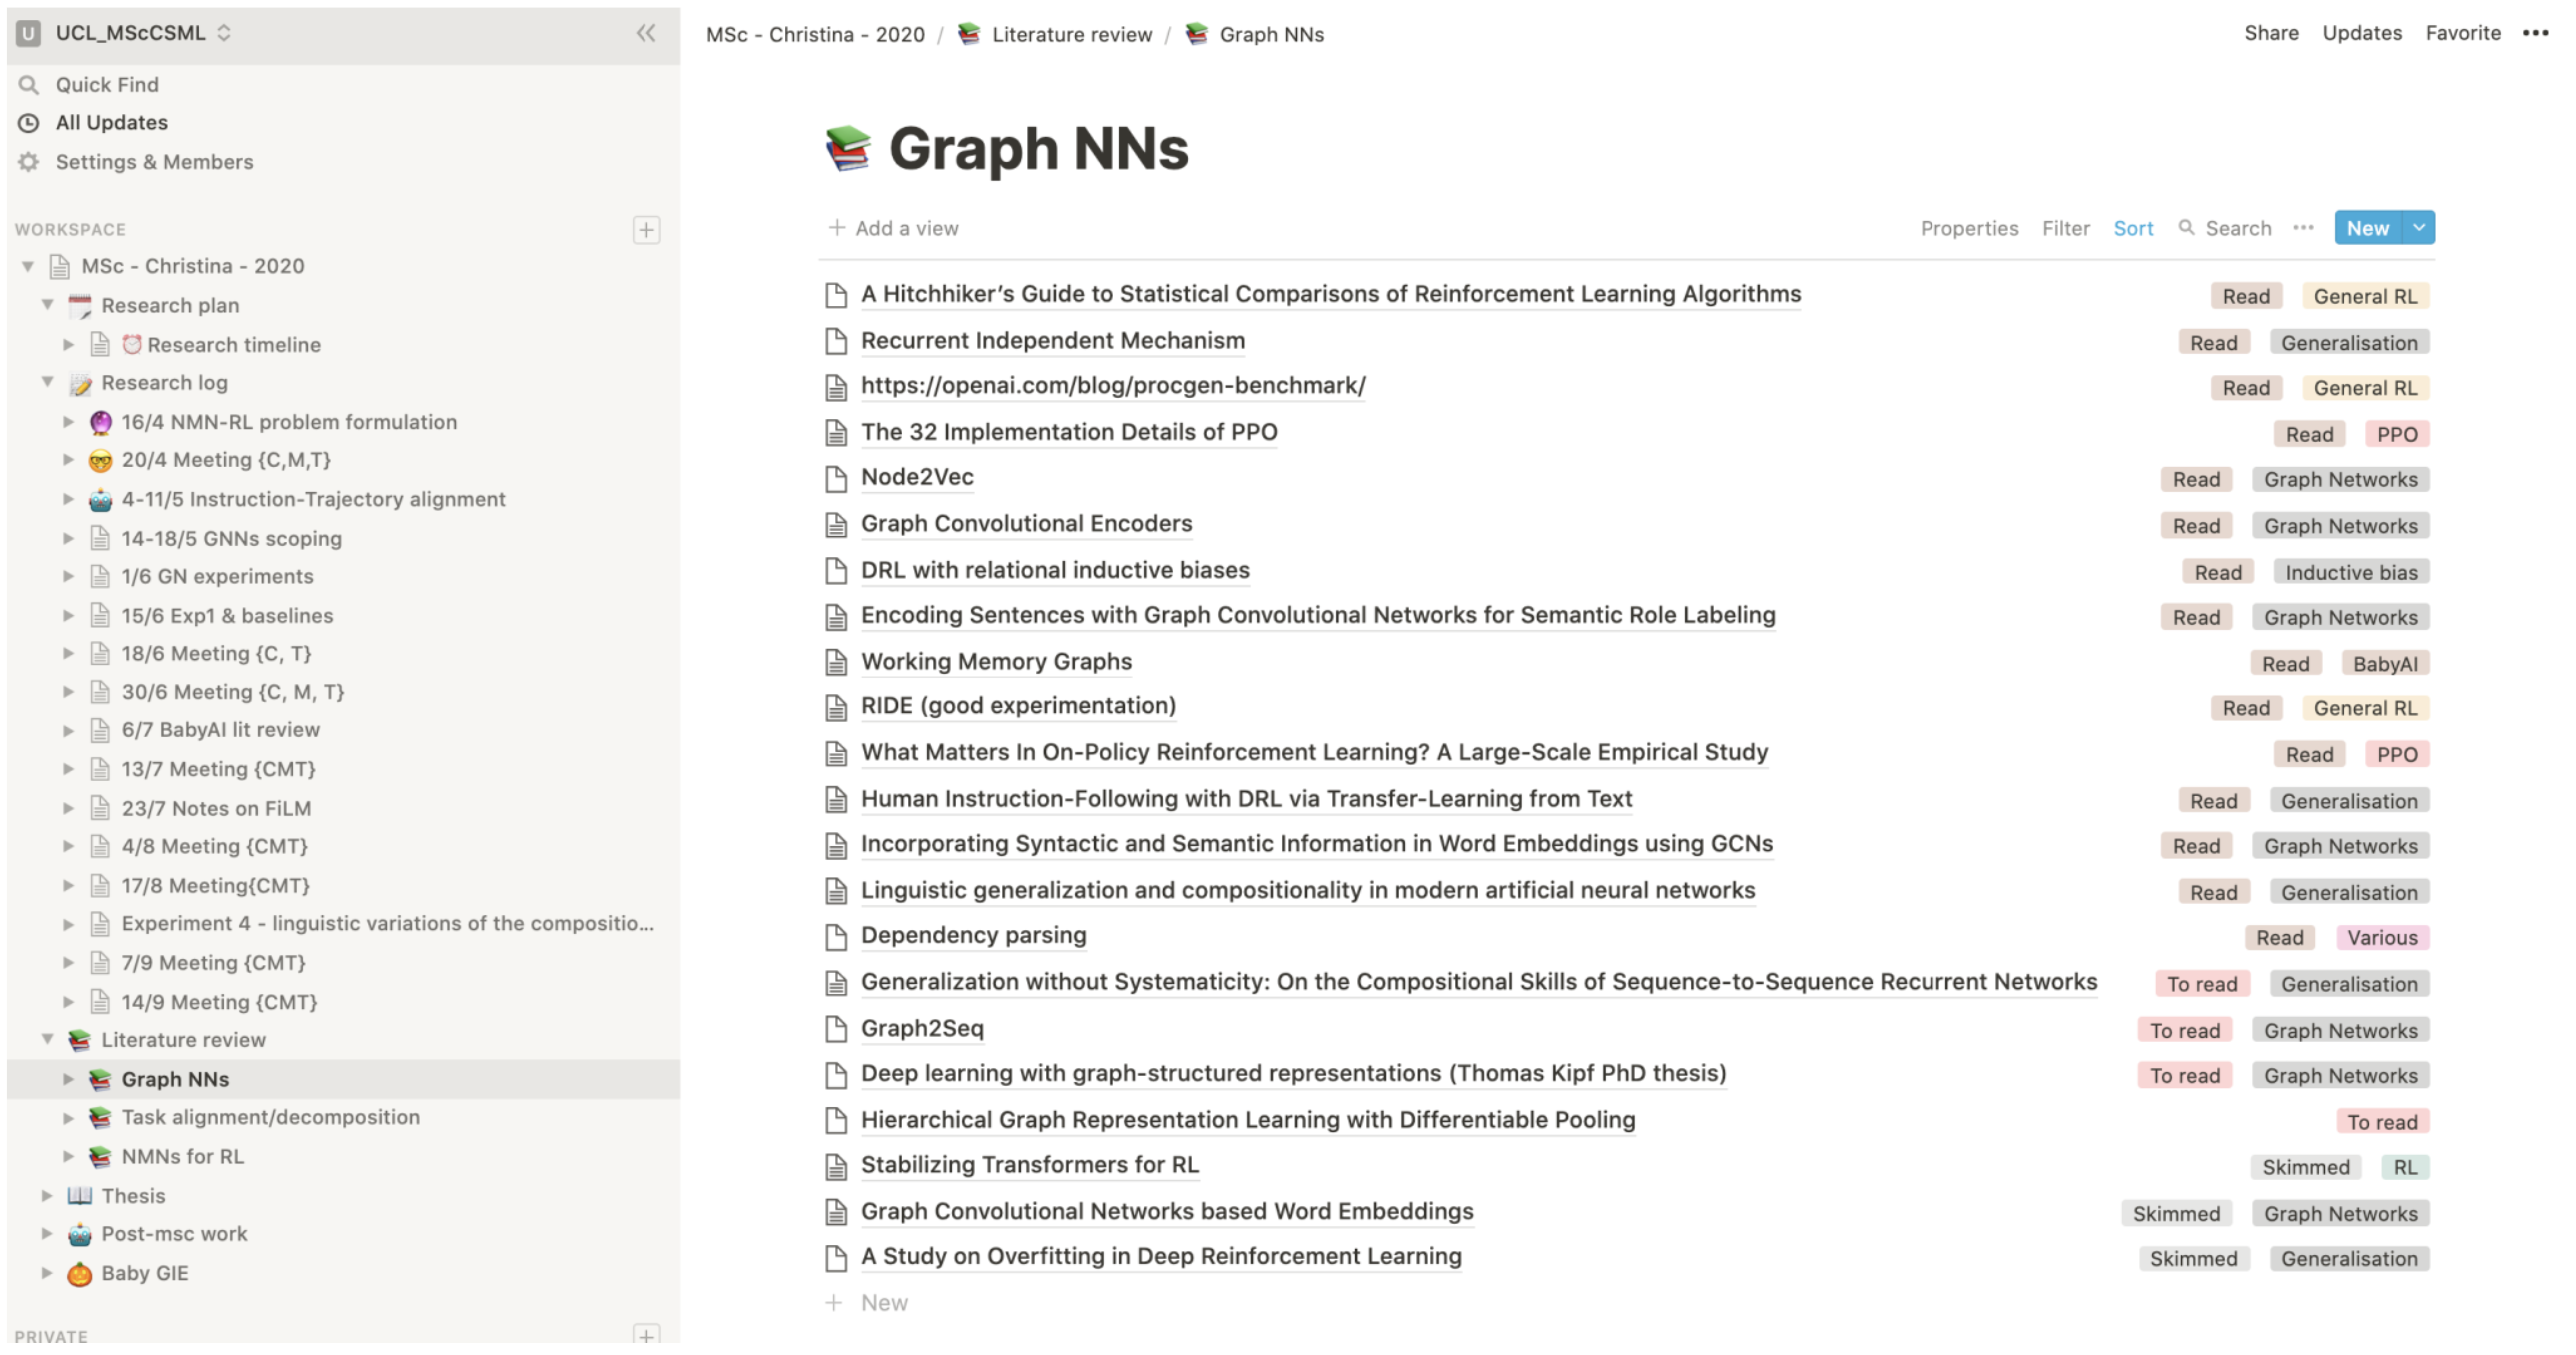 U UCL_MScCSML
Quick Find
All Updates
Settings & Members
WORKSPACE
MSc - Christina - 2020
Research plan
Research timeline
Research log
16/4 NMN-RL problem formulation
20/4 Meeting {C,M,T}
4-11/5 Instruction-Trajectory alignment
14-18/5 GNNs scoping
1/6 GN experiments
15/6 Exp1 & baselines
18/6 Meeting {C, T}
30/6 Meeting {C, M, T}
6/7 BabyAI lit review
13/7 Meeting {CMT}
23/7 Notes on FiLM
4/8 Meeting {CMT}
17/8 Meeting{CMT}
Experiment 4 - linguistic variations of the compositio...
7/9 Meeting {CMT}
14/9 Meeting {CMT}
Literature review
Graph NNs
Task alignment/decomposition
NMNs for RL
Thesis
Post-msc work
Baby GIE
PRIVATE
MSc - Christina - 2020 / Literature review / Graph NNs
Share Updates Favorite •••
Graph NNs
+ Add a view Properties Filter Sort Search ••• New
A Hitchhiker’s Guide to Statistical Comparisons of Reinforcement Learning Algorithms Read General RL
Recurrent Independent Mechanism Read Generalisation
https://openai.com/blog/procgen-benchmark/ Read General RL
The 32 Implementation Details of PPO Read PPO
Node2Vec Read Graph Networks
Graph Convolutional Encoders Read Graph Networks
DRL with relational inductive biases Read Inductive bias
Encoding Sentences with Graph Convolutional Networks for Semantic Role Labeling Read Graph Networks
Working Memory Graphs Read BabyAI
RIDE (good experimentation) Read General RL
What Matters In On-Policy Reinforcement Learning? A Large-Scale Empirical Study Read PPO
Human Instruction-Following with DRL via Transfer-Learning from Text Read Generalisation
Incorporating Syntactic and Semantic Information in Word Embeddings using GCNs Read Graph Networks
Linguistic generalization and compositionality in modern artificial neural networks Read Generalisation
Dependency parsing Read Various
Generalization without Systematicity: On the Compositional Skills of Sequence-to-Sequence Recurrent Networks To read Generalisation
Graph2Seq To read Graph Networks
Deep learning with graph-structured representations (Thomas Kipf PhD thesis) To read Graph Networks
Hierarchical Graph Representation Learning with Differentiable Pooling To read
Stabilizing Transformers for RL Skimmed RL
Graph Convolutional Networks based Word Embeddings Skimmed Graph Networks
A Study on Overfitting in Deep Reinforcement Learning Skimmed Generalisation
+ New